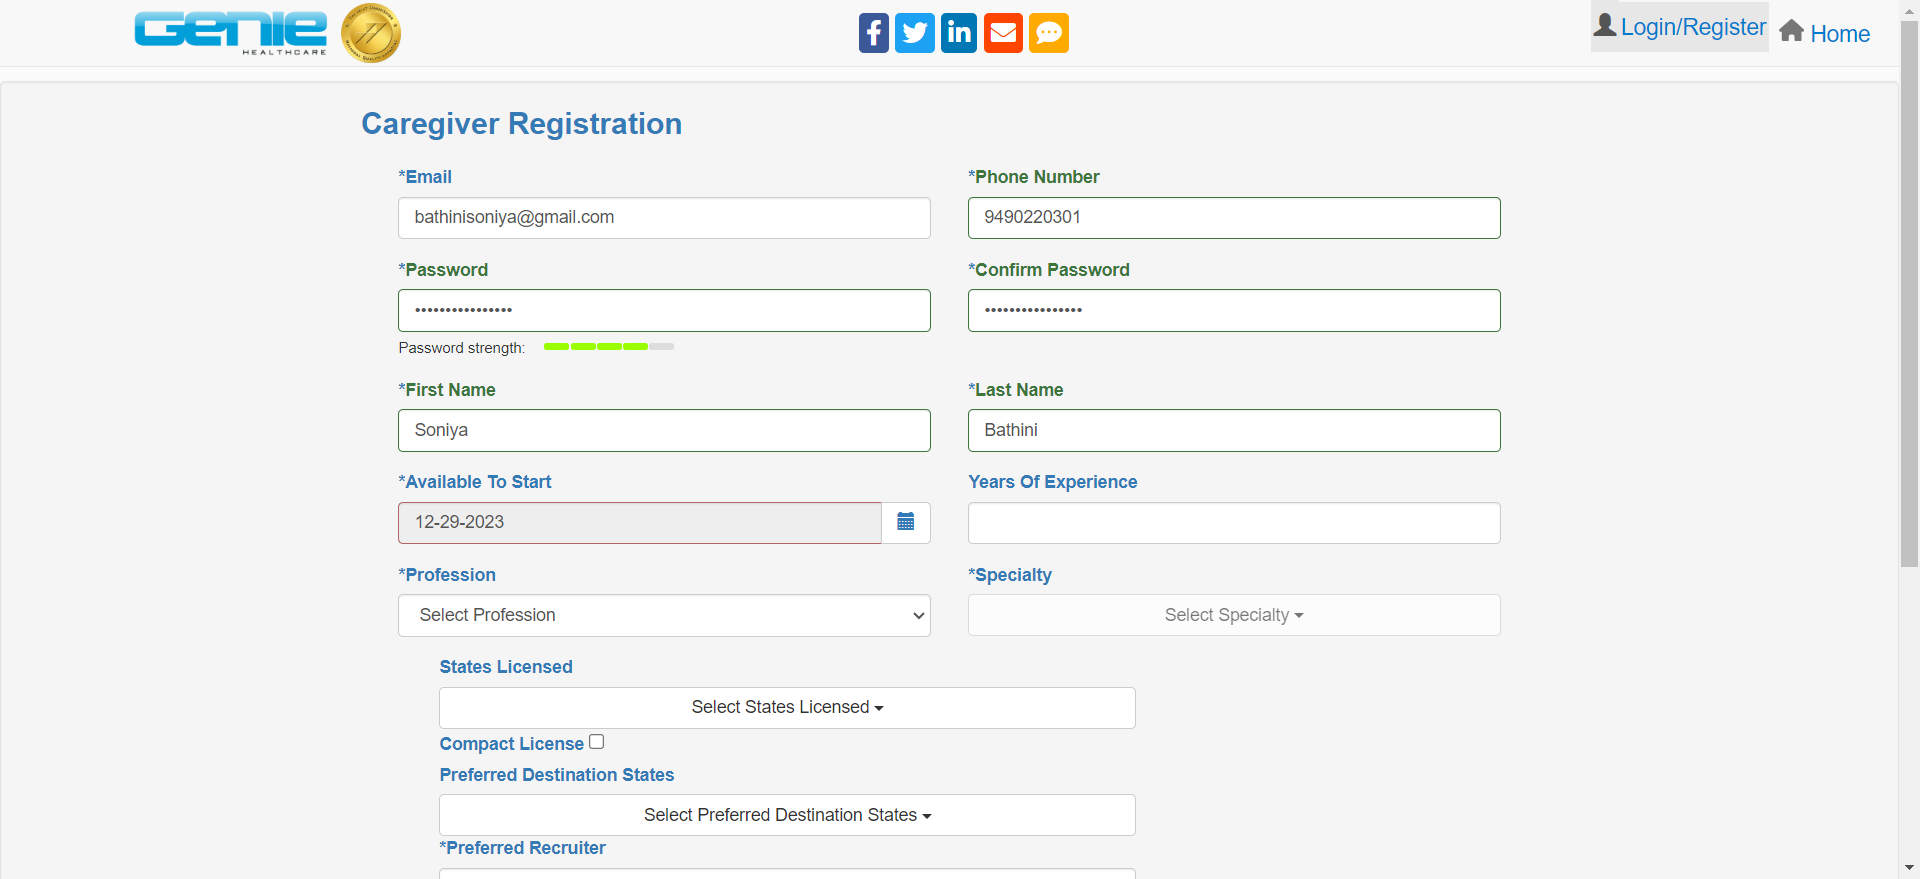 GENIE
HEALTHCARE
Login/Register
Home
Caregiver Registration
*Email
*Phone Number
bathinisoniya@gmail.com
9490220301
*Password
*Confirm Password
••••••••••••••••
••••••••••••••••
Password strength:
*First Name
*Last Name
Soniya
Bathini
*Available To Start
Years Of Experience
12-29-2023
*Profession
*Specialty
Select Profession
Select Specialty
States Licensed
Select States Licensed
Compact License
Preferred Destination States
Select Preferred Destination States
*Preferred Recruiter